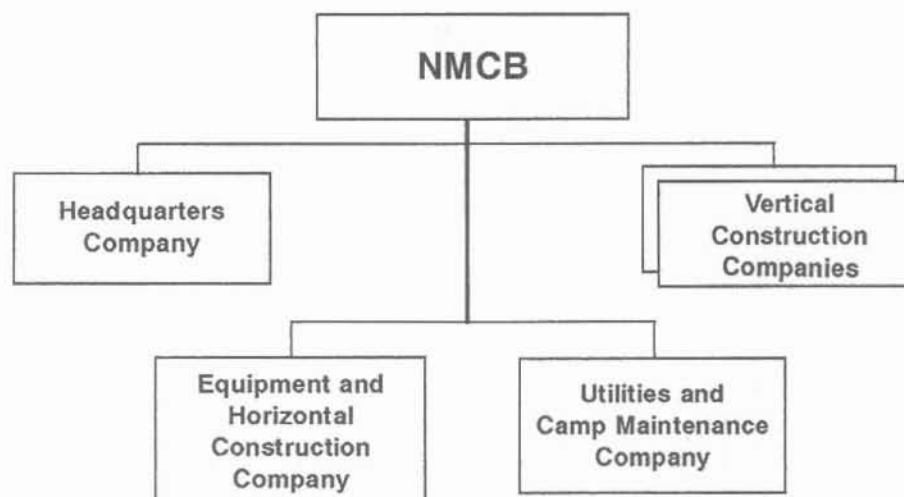 NMCB
Headquarters
Company
Vertical
Construction
Companies
Equipment and
Horizontal
Construction
Company
Utilities and
Camp Maintenance
Company